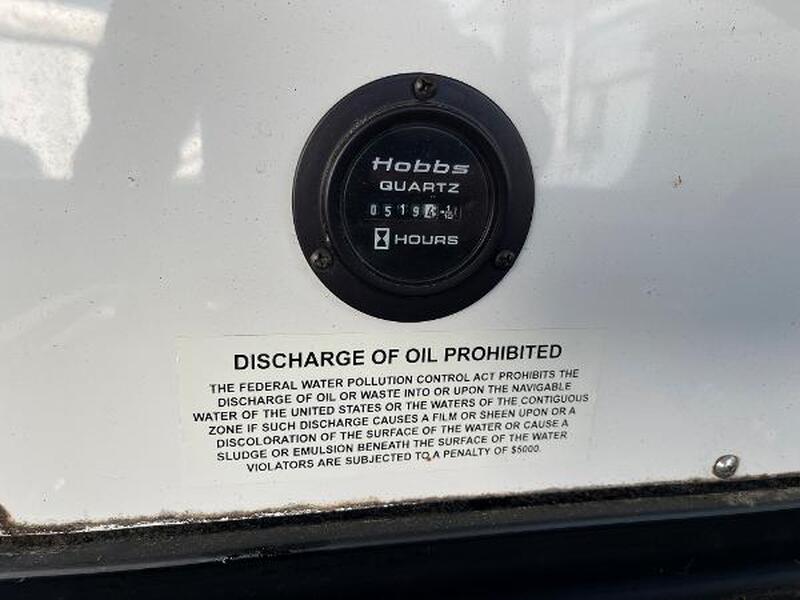 Hobbs
QUARTZ
0519
HOURS
DISCHARGE OF OIL PROHIBITED
THE FEDERAL WATER POLLUTION CONTROL ACT PROHIBITS THE
DISCHARGE OF OIL OR WASTE INTO OR UPON THE NAVIGABLE
WATER OF THE UNITED STATES OR THE WATERS OF THE CONTIGUOUS
ZONE IF SUCH DISCHARGE CAUSES A FILM OR SHEEN UPON OR A
DISCOLORATION OF THE SURFACE OF THE WATER OR CAUSE A
SLUDGE OR EMULSION BENEATH THE SURFACE OF THE WATER
VIOLATORS ARE SUBJECTED TO A PENALTY OF $5000.